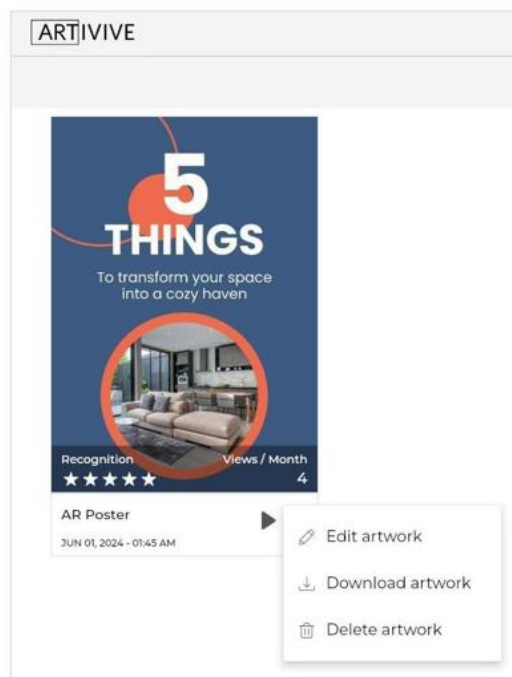 ARTIVIVE
5
THINGS
To transform your space
into a cozy haven
Recognition Views / Month
4
AR Poster
JUN 01, 2024 - 01:45 AM
Edit artwork
Download artwork
Delete artwork